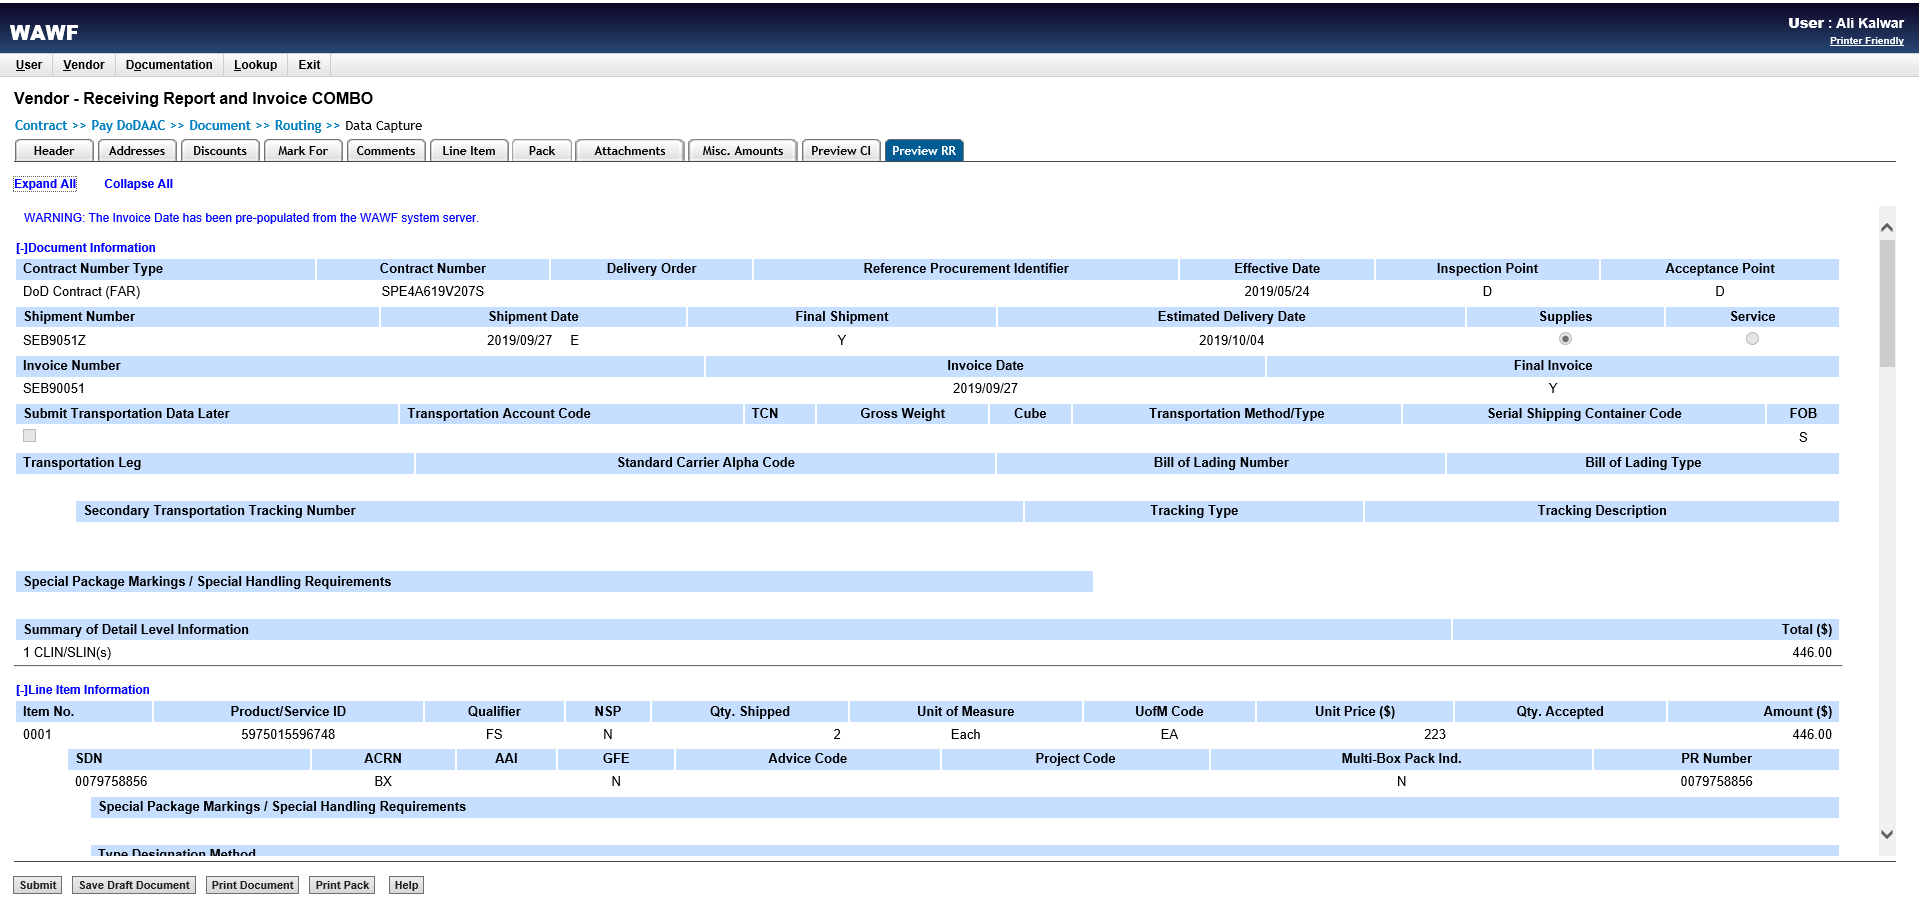 WAWF
User : Ali Kalwar
Printer Friendly
User Vendor Documentation Lookup Exit
Vendor - Receiving Report and Invoice COMBO
Contract >> Pay DoDAAC >> Document >> Routing >> Data Capture
Header Addresses Discounts Mark For Comments Line Item Pack Attachments Misc. Amounts Preview CI Preview RR
Expand All Collapse All
WARNING: The Invoice Date has been pre-populated from the WAWF system server.
[-]Document Information
Contract Number Type Contract Number Delivery Order Reference Procurement Identifier Effective Date Inspection Point Acceptance Point
DoD Contract (FAR) SPE4A619V207S 2019/05/24 D D
Shipment Number Shipment Date Final Shipment Estimated Delivery Date Supplies Service
SEB9051Z 2019/09/27 E Y 2019/10/04
Invoice Number Invoice Date Final Invoice
SEB90051 2019/09/27 Y
Submit Transportation Data Later Transportation Account Code TCN Gross Weight Cube Transportation Method/Type Serial Shipping Container Code FOB
S
Transportation Leg Standard Carrier Alpha Code Bill of Lading Number Bill of Lading Type
Secondary Transportation Tracking Number Tracking Type Tracking Description
Special Package Markings / Special Handling Requirements
Summary of Detail Level Information Total ($)
1 CLIN/SLIN(s) 446.00
[-]Line Item Information
Item No. Product/Service ID Qualifier NSP Qty. Shipped Unit of Measure UofM Code Unit Price ($) Qty. Accepted Amount ($)
0001 5975015596748 FS N 2 Each EA 223 446.00
SDN ACRN AAI GFE Advice Code Project Code Multi-Box Pack Ind. PR Number
0079758856 BX N N 0079758856
Special Package Markings / Special Handling Requirements
Type Designation Method
Submit Save Draft Document Print Document Print Pack Help